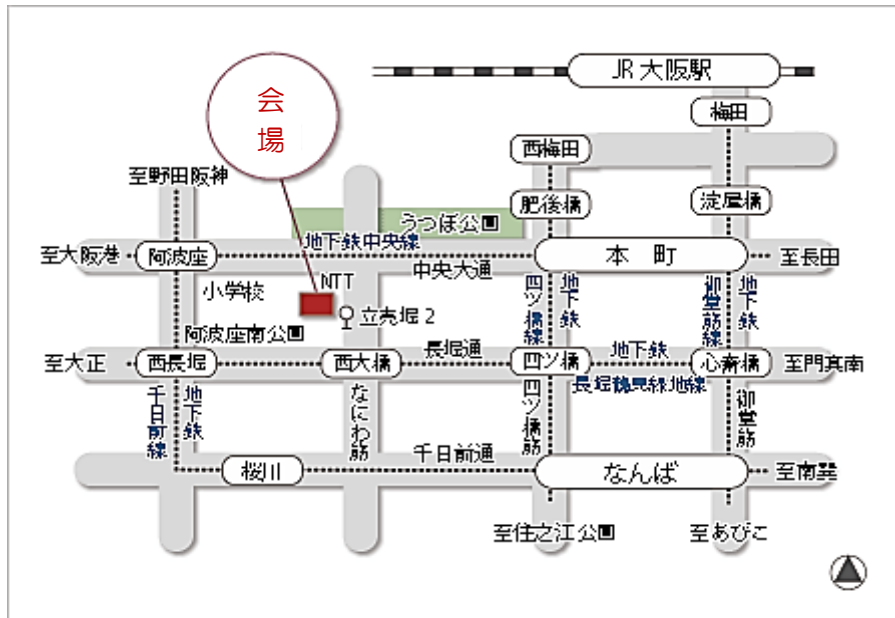 JR大阪駅
会
場
梅田
西梅田
至野田阪神
肥後橋
淀屋橋
うつぼ公園
地下鉄中央線
至大阪港
阿波座
本町
至長田
中央大通
小学校
NTT
立売堀2
四ツ橋線
地下鉄
御堂筋線
地下鉄
阿波座南公園
至大正
西長堀
西大橋
長堀通
四ツ橋
地下鉄
心斎橋
至門真南
長堀鶴見緑地線
千日前線
地下鉄
なにわ筋
四ツ橋筋
御堂筋
桜川
千日前通
なんば
至南巽
至住之江公園
至あびこ